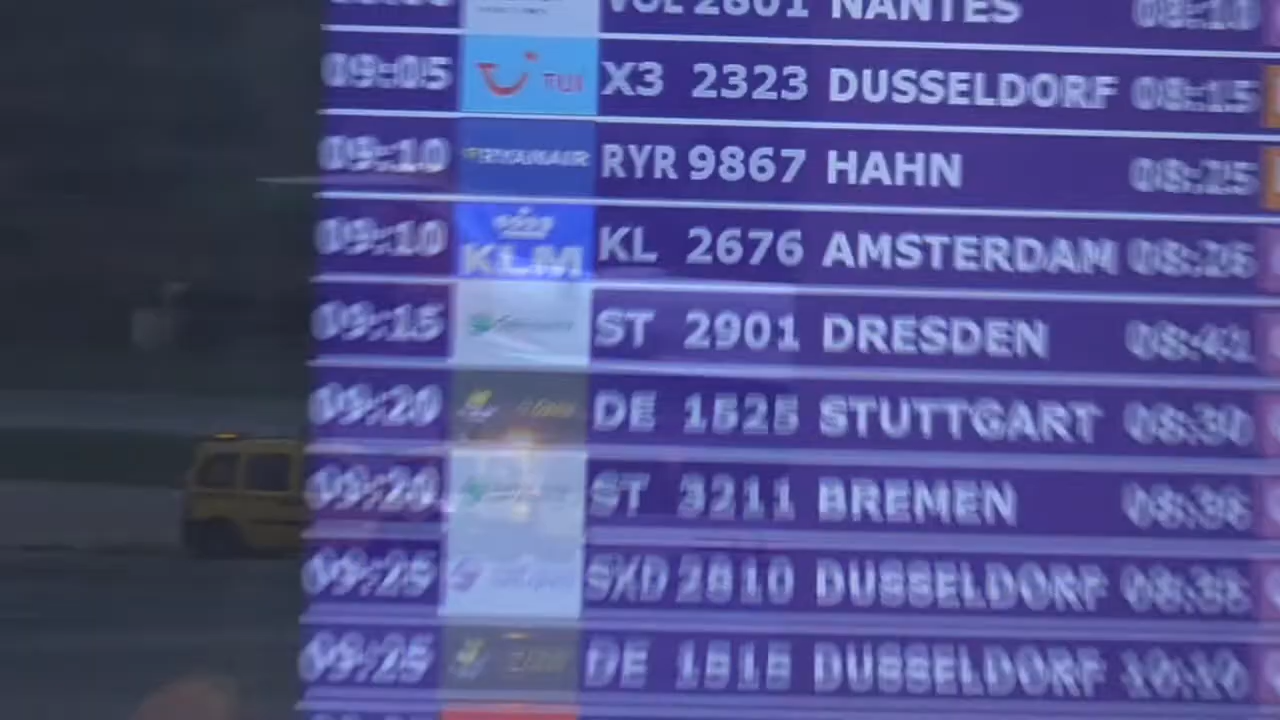 VOL 2801 NANTES 08:10
09:05 TUI X3 2323 DUSSELDORF 08:15
09:10 RYANAIR RYR 9867 HAHN 08:25
09:10 KLM KL 2676 AMSTERDAM 08:26
09:15 ST 2901 DRESDEN 08:41
09:20 DE 1525 STUTTGART 08:30
09:20 ST 3211 BREMEN 08:36
09:25 SXD 2810 DUSSELDORF
09:25 DE DUSSELDORF 10:10